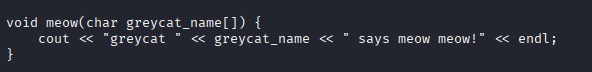 void meow(char greycat_name[]) {
    cout << "greycat " << greycat_name << " says meow meow!" << endl;
}